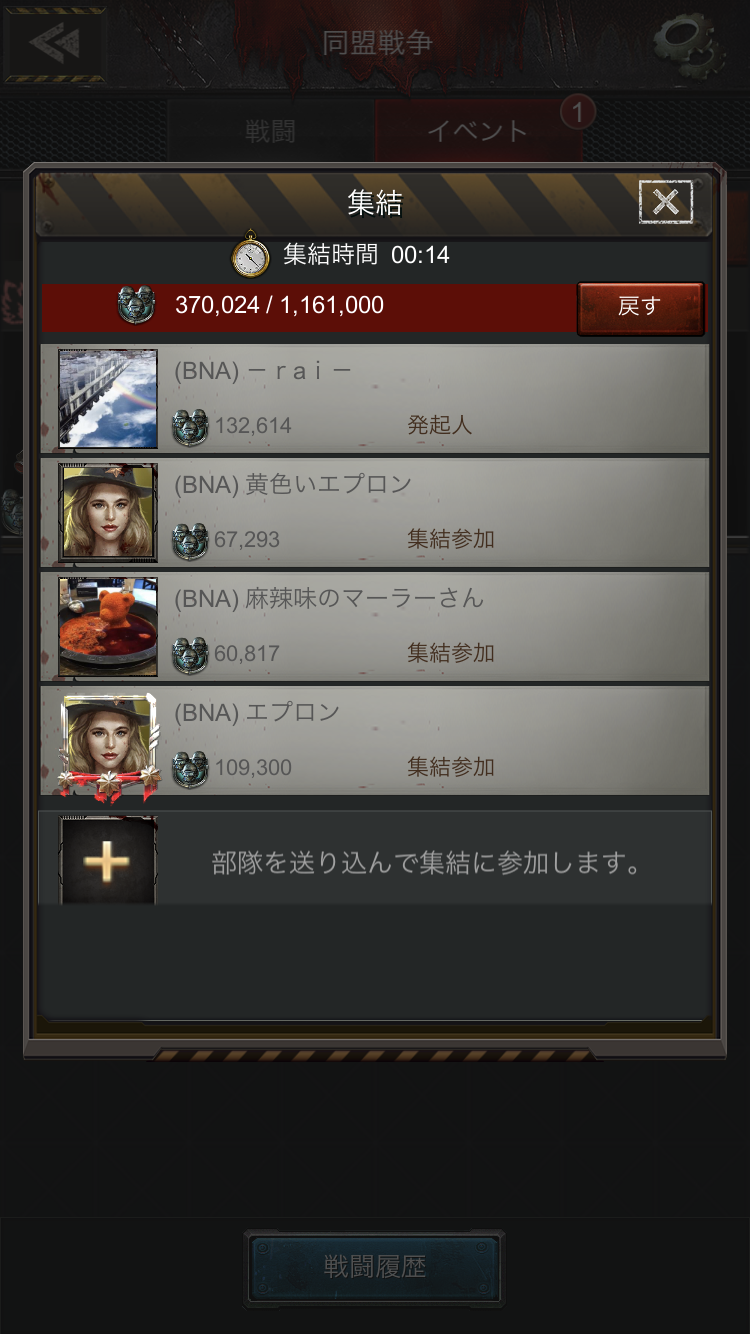 同盟戦争
戦闘
イベント
1
集結
集結時間 00:14
370,024 / 1,161,000
戻す
(BNA) ー ｒａｉ ー
132,614
発起人
(BNA) 黄色いエプロン
67,293
集結参加
(BNA) 麻辣味のマーラーさん
60,817
集結参加
(BNA) エプロン
109,300
集結参加
部隊を送り込んで集結に参加します。
戦闘履歴